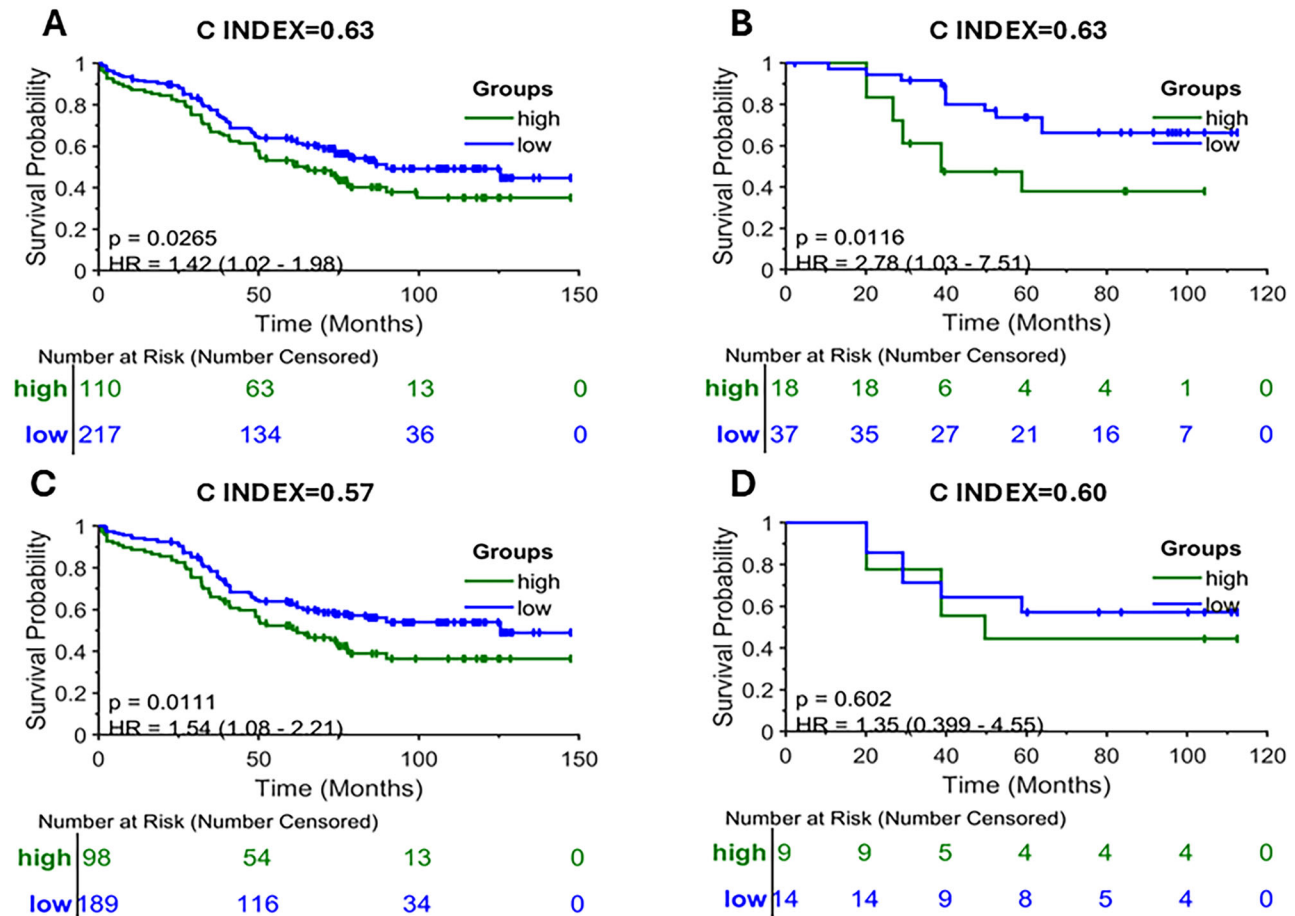 A
C INDEX=0.63
1
0.8
0.6
0.4
0.2
0
Survival Probability
Groups
high
low
p = 0.0265
HR = 1.42 (1.02 - 1.98)
0 50 100 150
Time (Months)
Number at Risk (Number Censored)
high 110 63 13 0
low 217 134 36 0
B
C INDEX=0.63
1
0.8
0.6
0.4
0.2
0
Survival Probability
Groups
high
low
p = 0.0116
HR = 2.78 (1.03 - 7.51)
0 20 40 60 80 100 120
Time (Months)
Number at Risk (Number Censored)
high 18 18 6 4 4 1 0
low 37 35 27 21 16 7 0
C
C INDEX=0.57
1
0.8
0.6
0.4
0.2
0
Survival Probability
Groups
high
low
p = 0.0111
HR = 1.54 (1.08 - 2.21)
0 50 100 150
Time (Months)
Number at Risk (Number Censored)
high 98 54 13 0
low 189 116 34 0
D
C INDEX=0.60
1
0.8
0.6
0.4
0.2
0
Survival Probability
Groups
high
low
p = 0.602
HR = 1.35 (0.399 - 4.55)
0 20 40 60 80 100 120
Time (Months)
Number at Risk (Number Censored)
high 9 9 5 4 4 4 0
low 14 14 9 8 5 4 0